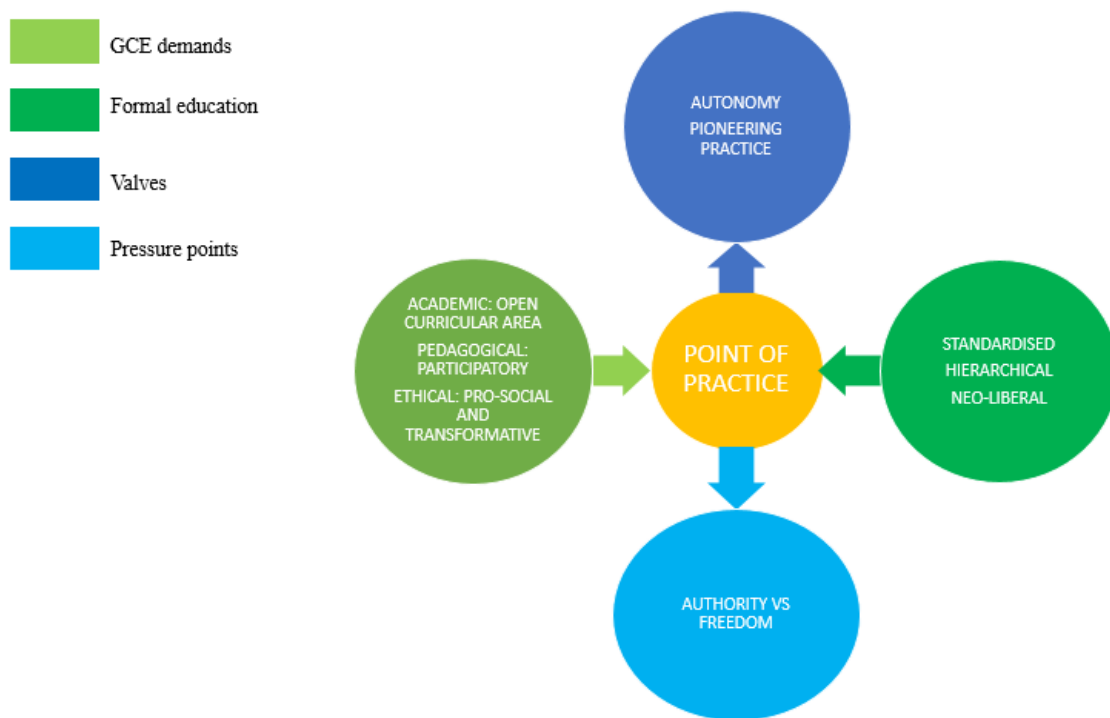 GCE demands
Formal education
Valves
Pressure points
AUTONOMY
PIONEERING
PRACTICE
ACADEMIC: OPEN
CURRICULAR AREA
PEDAGOGICAL:
PARTICIPATORY
ETHICAL: PRO-SOCIAL
AND
TRANSFORMATIVE
POINT OF
PRACTICE
STANDARDISED
HIERARCHICAL
NEO-LIBERAL
AUTHORITY VS
FREEDOM